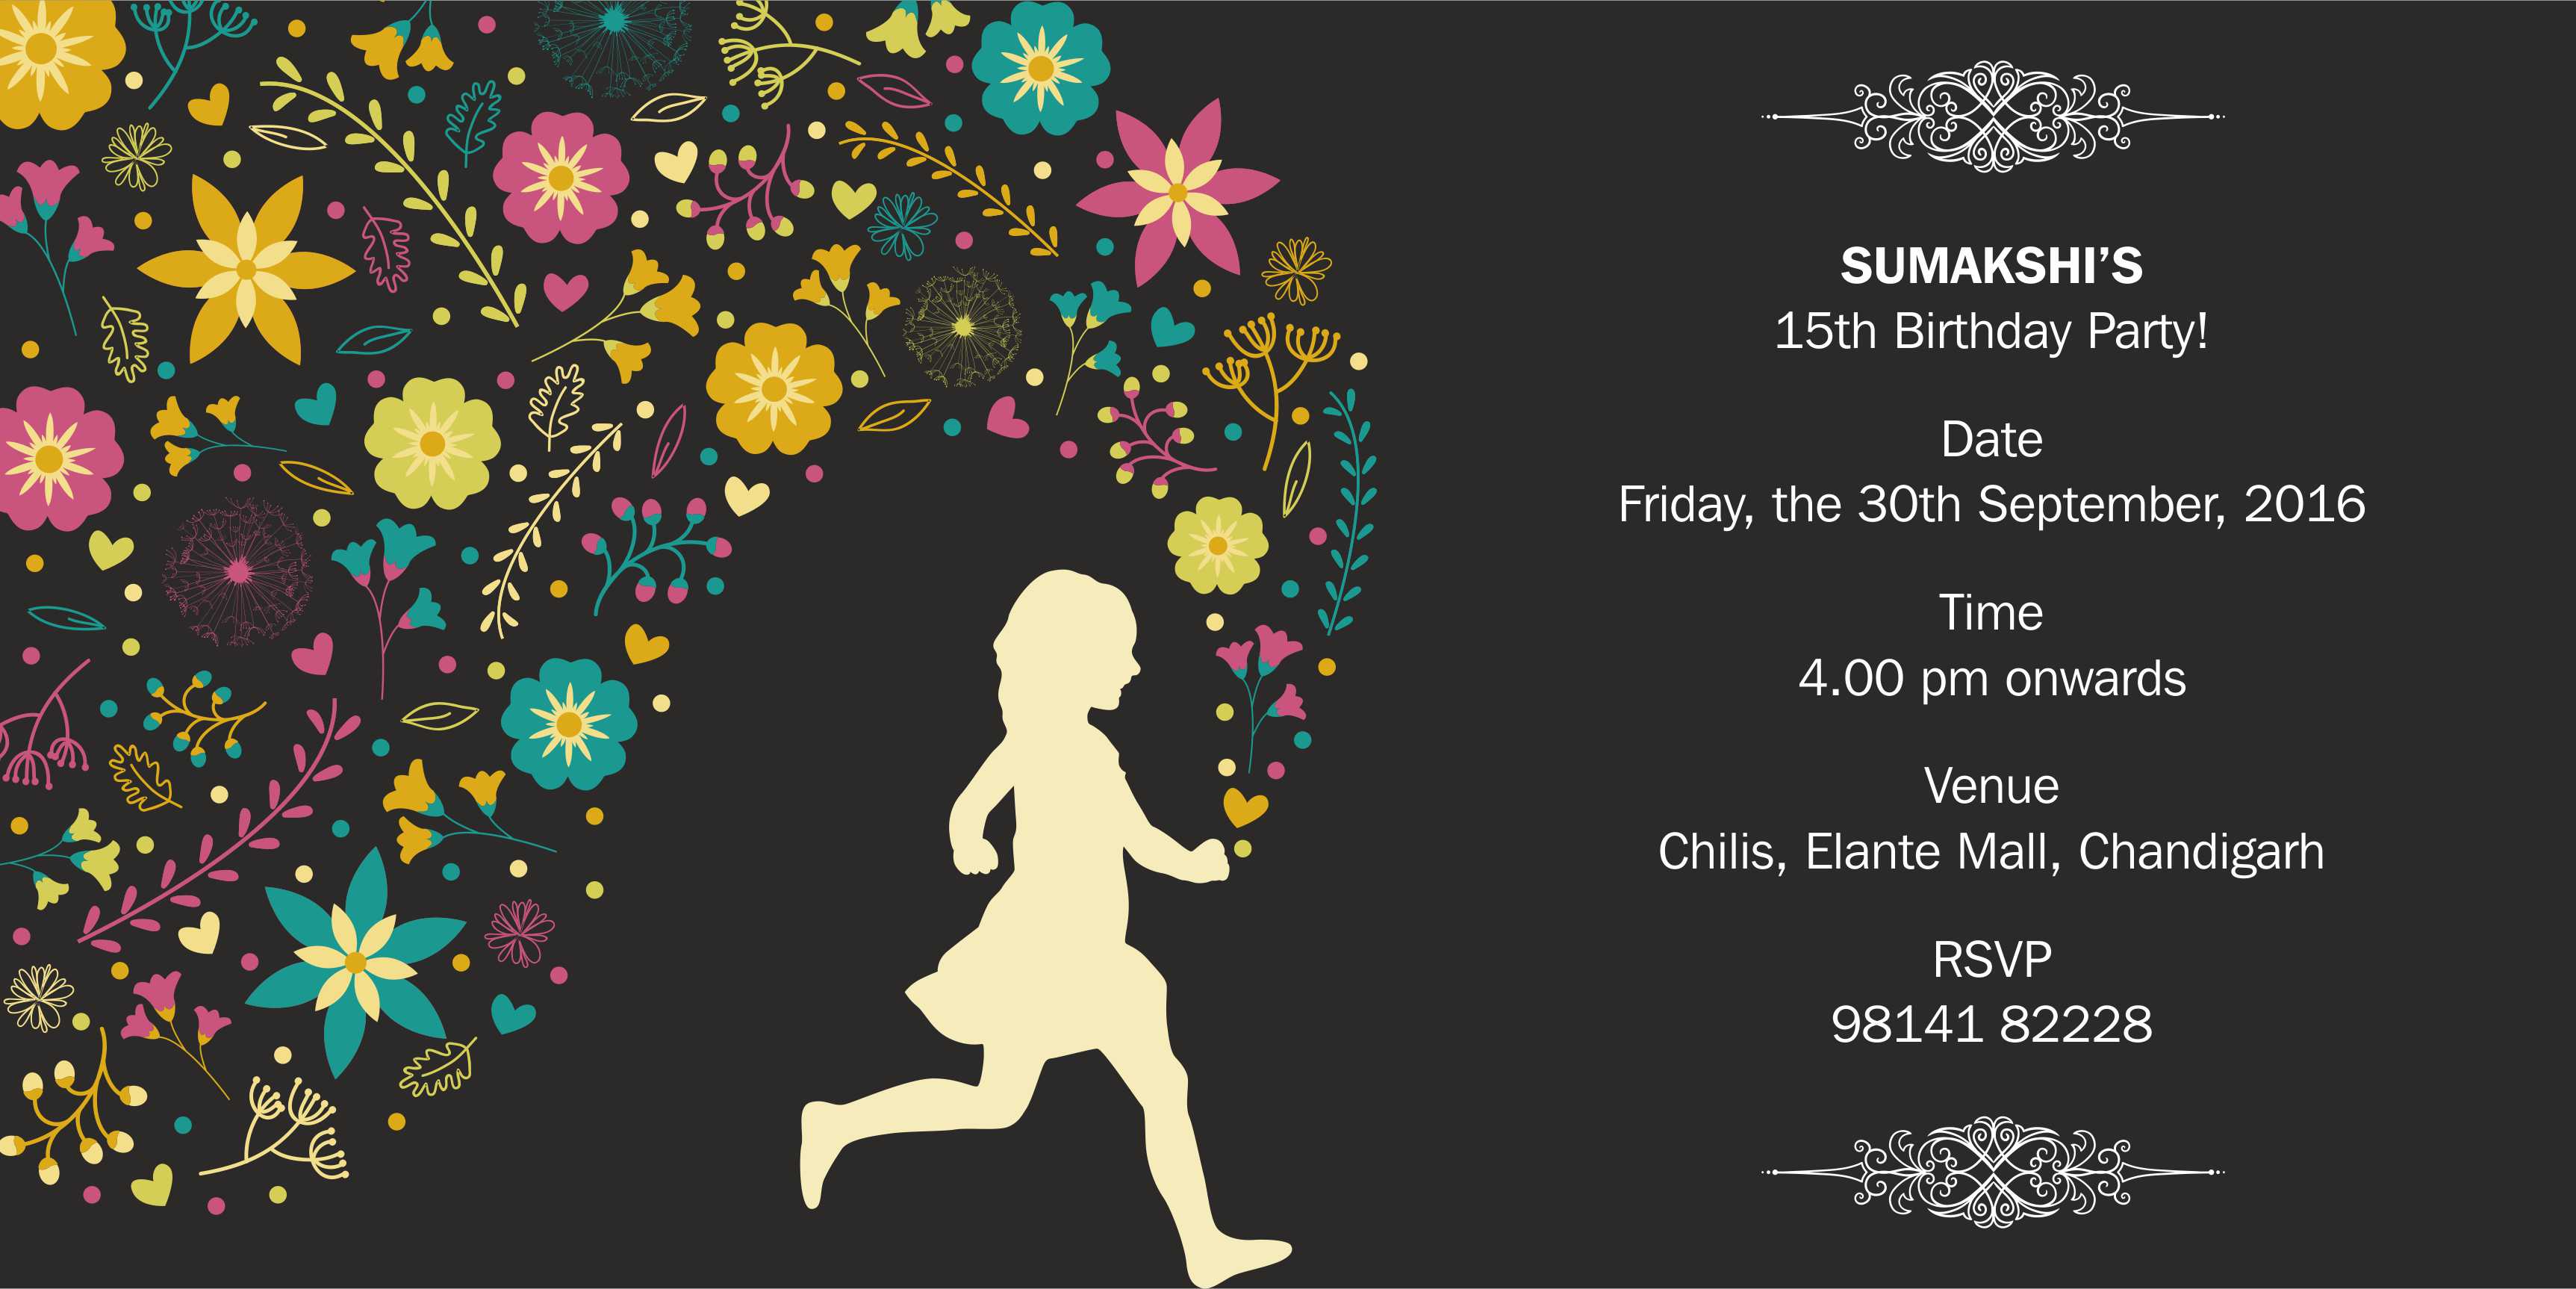 SUMAKSHI’S
15th Birthday Party!
Date
Friday, the 30th September, 2016
Time
4.00 pm onwards
Venue
Chilis, Elante Mall, Chandigarh
RSVP
98141 82228